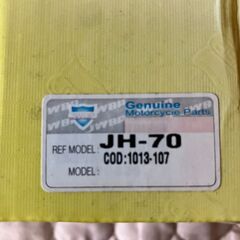 Genuine
Motorcycle Parts
REF MODEL JH-70
COD:1013-107
MODEL: